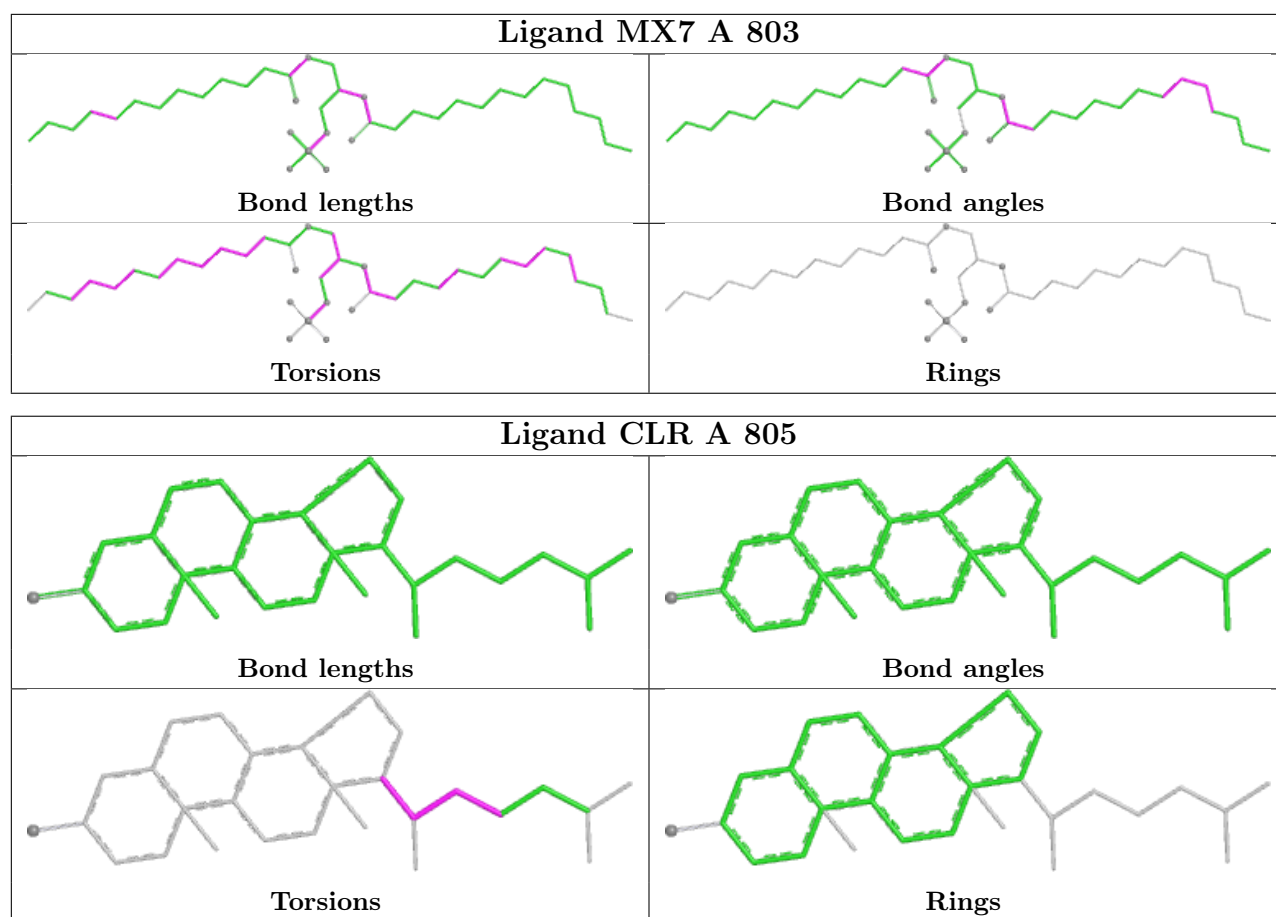 Ligand MX7 A 803
Bond lengths
Bond angles
Torsions
Rings
Ligand CLR A 805
Bond lengths
Bond angles
Torsions
Rings